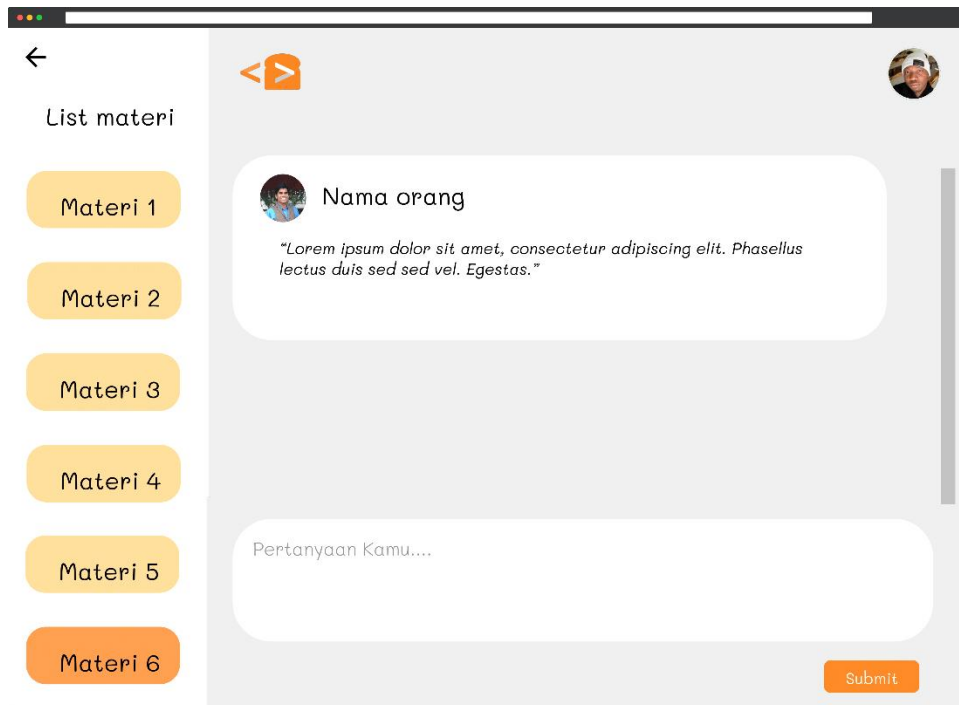 List materi
Materi 1
Materi 2
Materi 3
Materi 4
Materi 5
Materi 6
Nama orang
“Lorem ipsum dolor sit amet, consectetur adipiscing elit. Phasellus
lectus duis sed sed vel. Egestas.”
Pertanyaan Kamu....
Submit